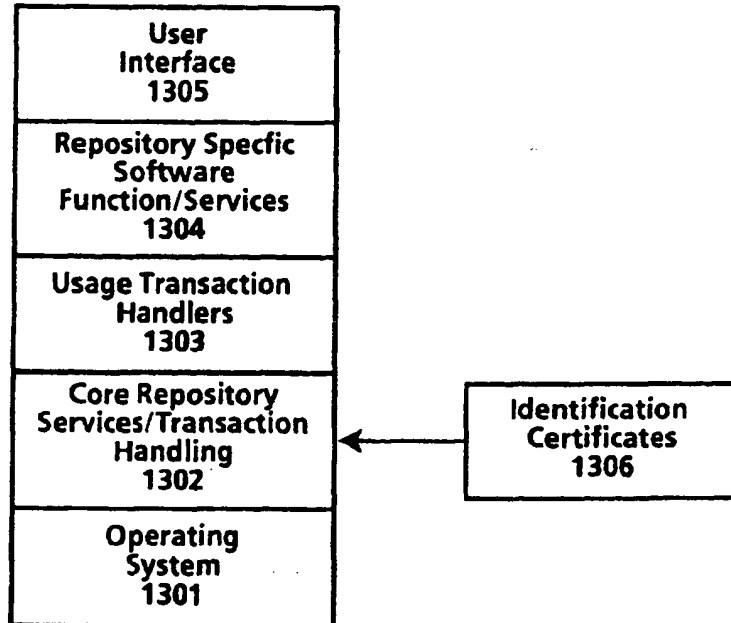 User
Interface
1305
Repository Specfic
Software
Function/Services
1304
Usage Transaction
Handlers
1303
Core Repository
Services/Transaction
Handling
1302
Identification
Certificates
1306
Operating
System
1301